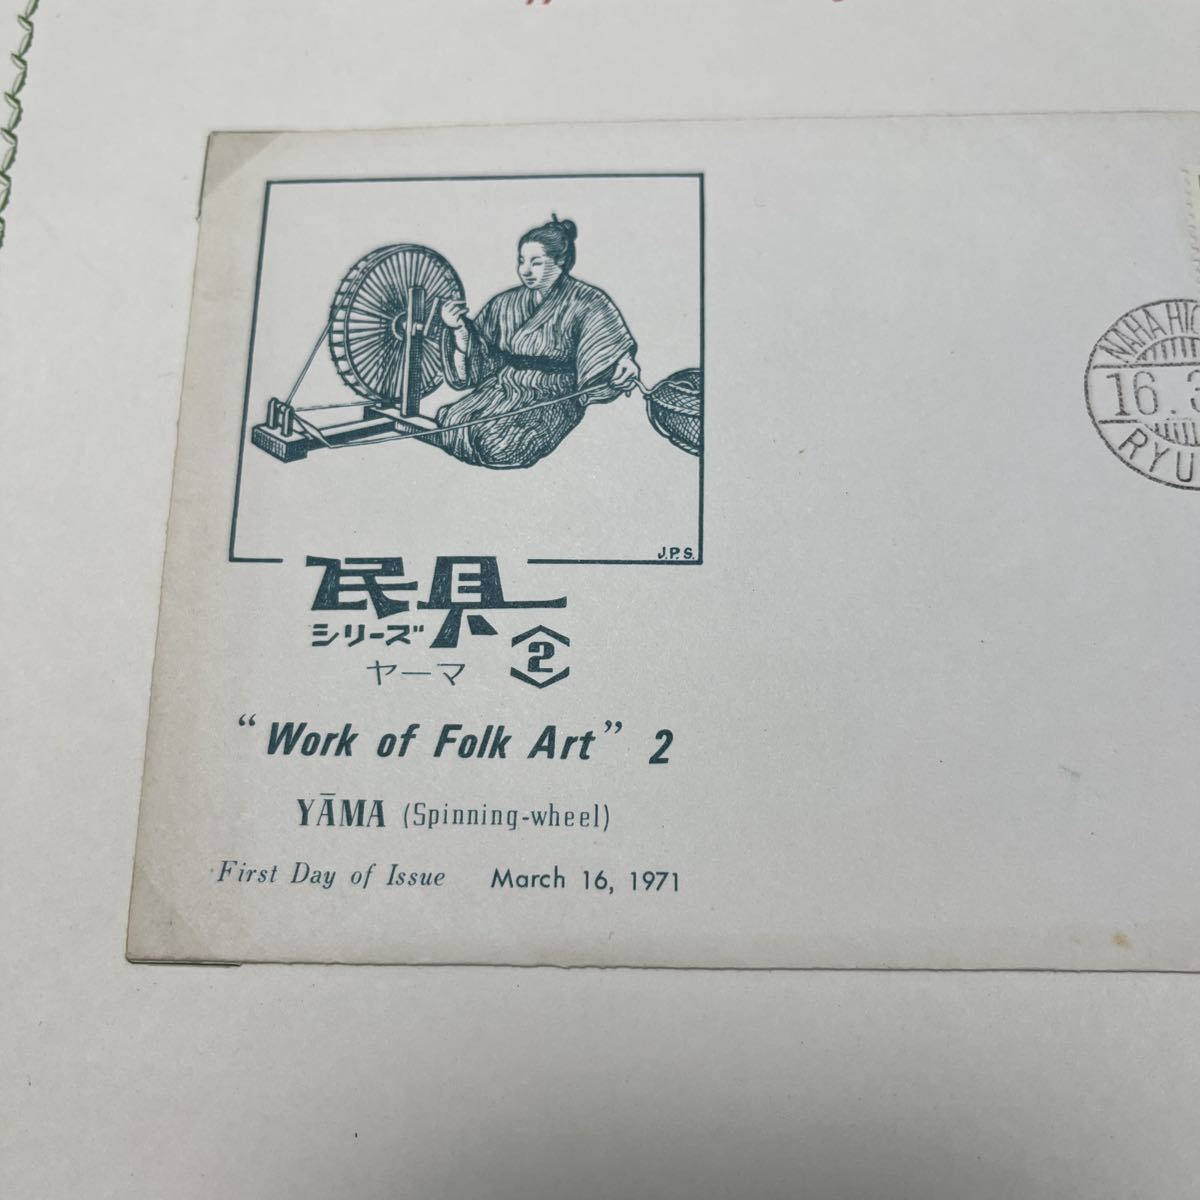 J.P.S.
民具
シリーズ
ヤーマ
2
“Work of Folk Art” 2
YĀMA (Spinning-wheel)
First Day of Issue March 16, 1971
NAHA HIG
16.3
RYU